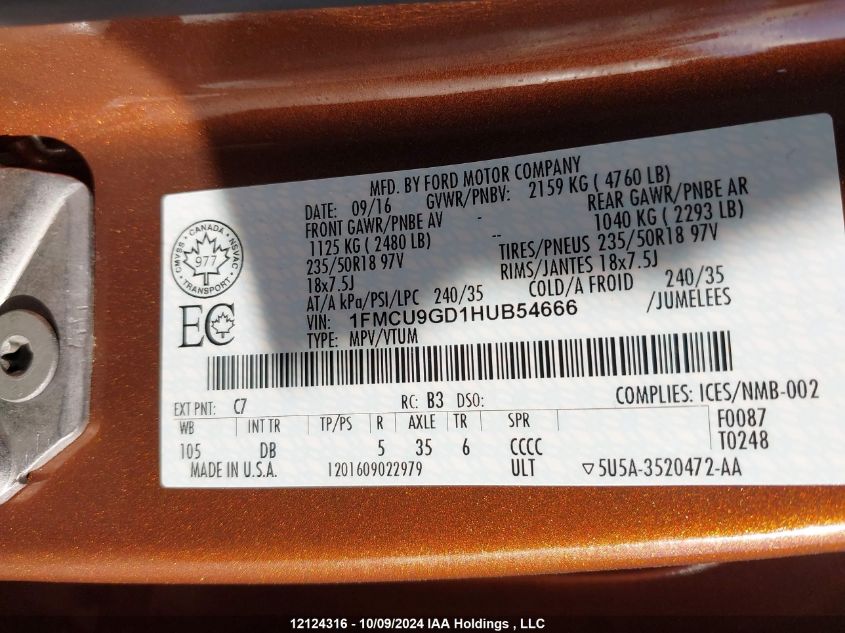 MFD. BY FORD MOTOR COMPANY
DATE: 09/16 GVWR/PNBV: 2159 KG ( 4760 LB)
FRONT GAWR/PNBE AV - REAR GAWR/PNBE AR
1125 KG ( 2480 LB) -- 1040 KG ( 2293 LB)
235/50R18 97V TIRES/PNEUS 235/50R18 97V
18x7.5J RIMS/JANTES 18x7.5J
AT/A kPa/PSI/LPC 240/35 COLD/A FROID 240/35
VIN: 1FMCU9GD1HUB54666 /JUMELEES
TYPE: MPV/VTUM
CANADA
CMVSS NSVAC
977
TRANSPORT
EC
EXT PNT: C7 RC: B3 DSO: COMPLIES: ICES/NMB-002
WB INT TR TP/PS R AXLE TR SPR F0087
105 DB 5 35 6 CCCC T0248
MADE IN U.S.A. 1201609022979 ULT ▽5U5A-3520472-AA
12124316 - 10/09/2024 IAA Holdings , LLC